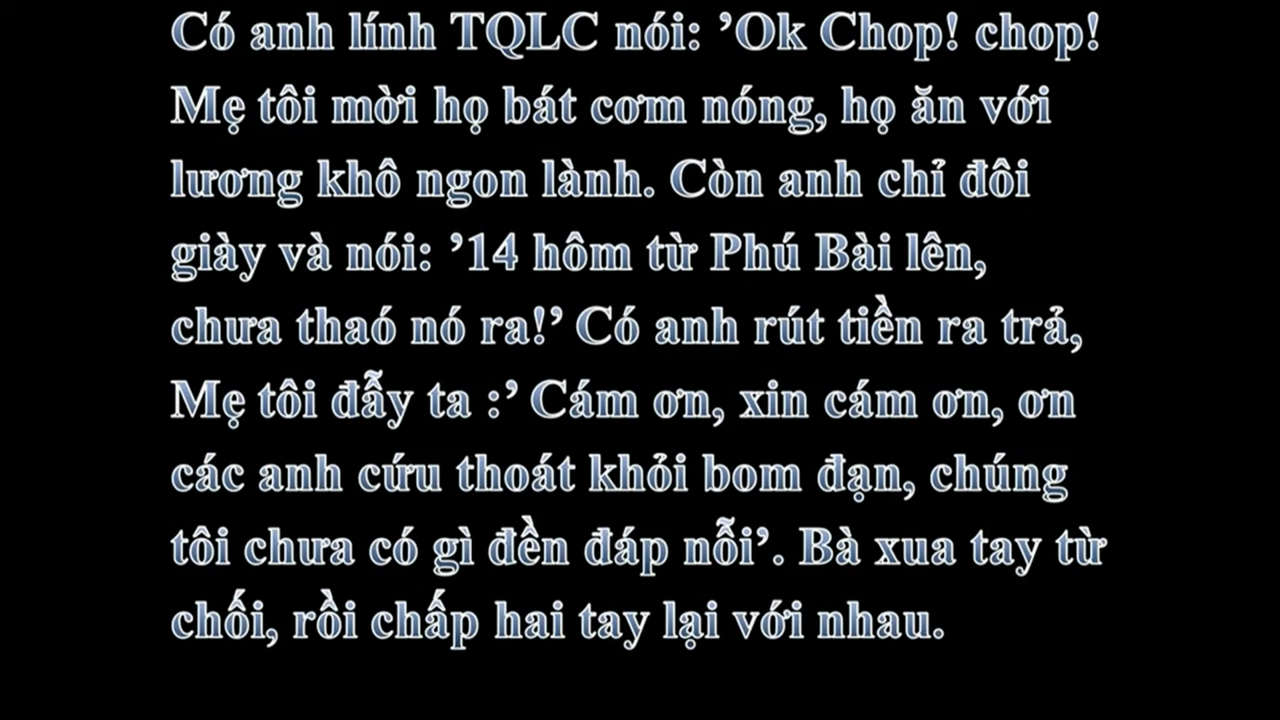 Có anh lính TQLC nói: ’Ok Chop! chop!
Mẹ tôi mời họ bát cơm nóng, họ ăn với
lương khô ngon lành. Còn anh chỉ đôi
giày và nói: ’14 hôm từ Phú Bài lên,
chưa thaó nó ra!’ Có anh rút tiền ra trả,
Mẹ tôi đẫy ta :’ Cám ơn, xin cám ơn, ơn
các anh cứu thoát khỏi bom đạn, chúng
tôi chưa có gì đền đáp nỗi’. Bà xua tay từ
chối, rồi chấp hai tay lại với nhau.